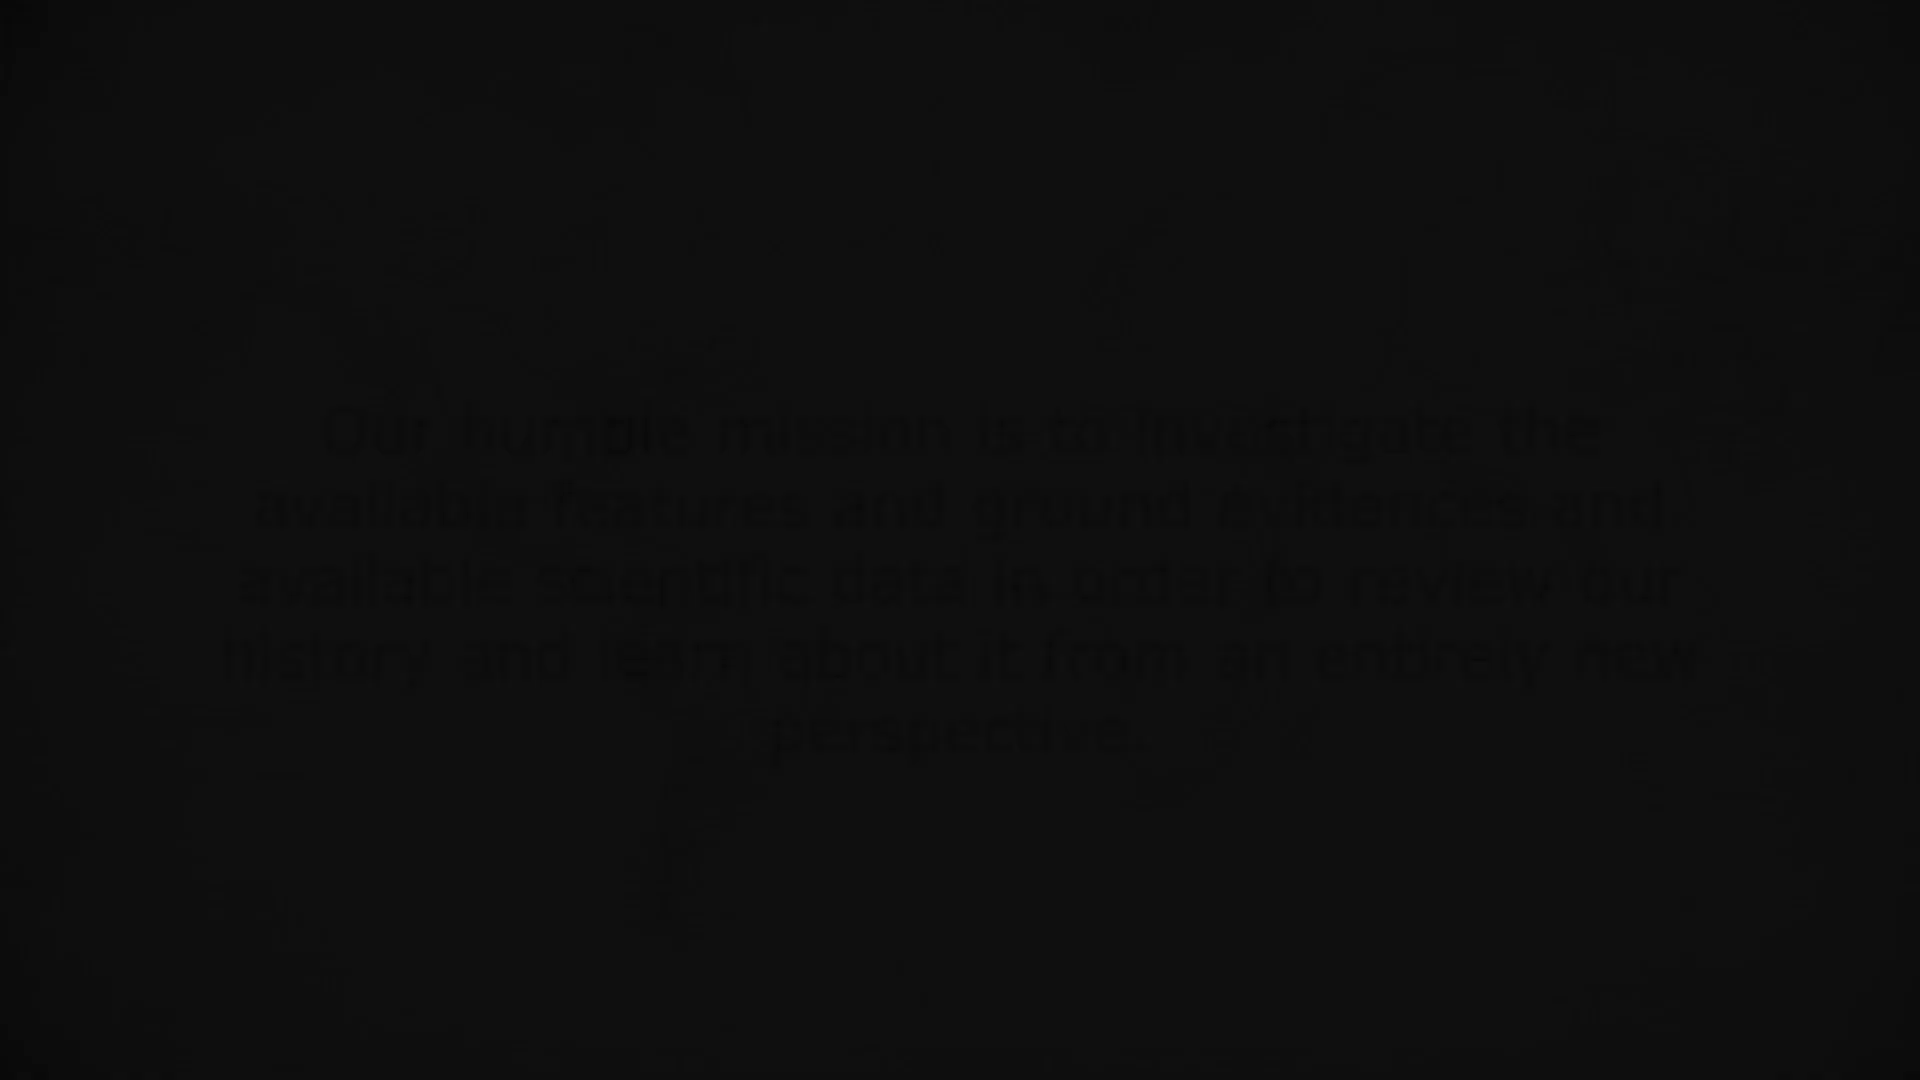 Our humple mission is to investigate the
available features and ground evidences and
available scientific data in order to review our
history and learn about it from an entirely new
perspective.